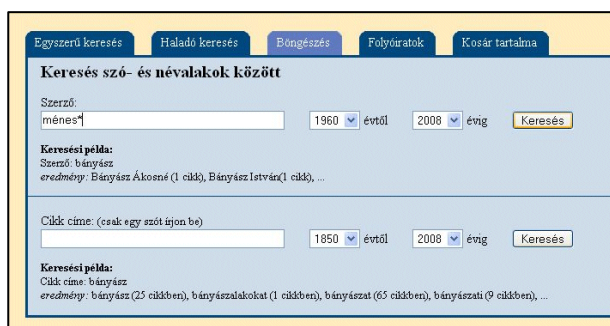 Egyszerű keresés Haladó keresés Böngészés Folyóiratok Kosár tartalma
Keresés szó- és névalakok között
Szerző:
ménes* 1960 évtől 2008 évig Keresés
Keresési példa:
Szerző: bányász
eredmény: Bányász Ákosné (1 cikk), Bányász István(1 cikk), ...
Cikk címe: (csak egy szót írjon be)
1850 évtől 2008 évig Keresés
Keresési példa:
Cikk címe: bányász
eredmény: bányász (25 cikkben), bányászalakokat (1 cikkben), bányászat (65 cikkben), bányászati (9 cikkben), ...